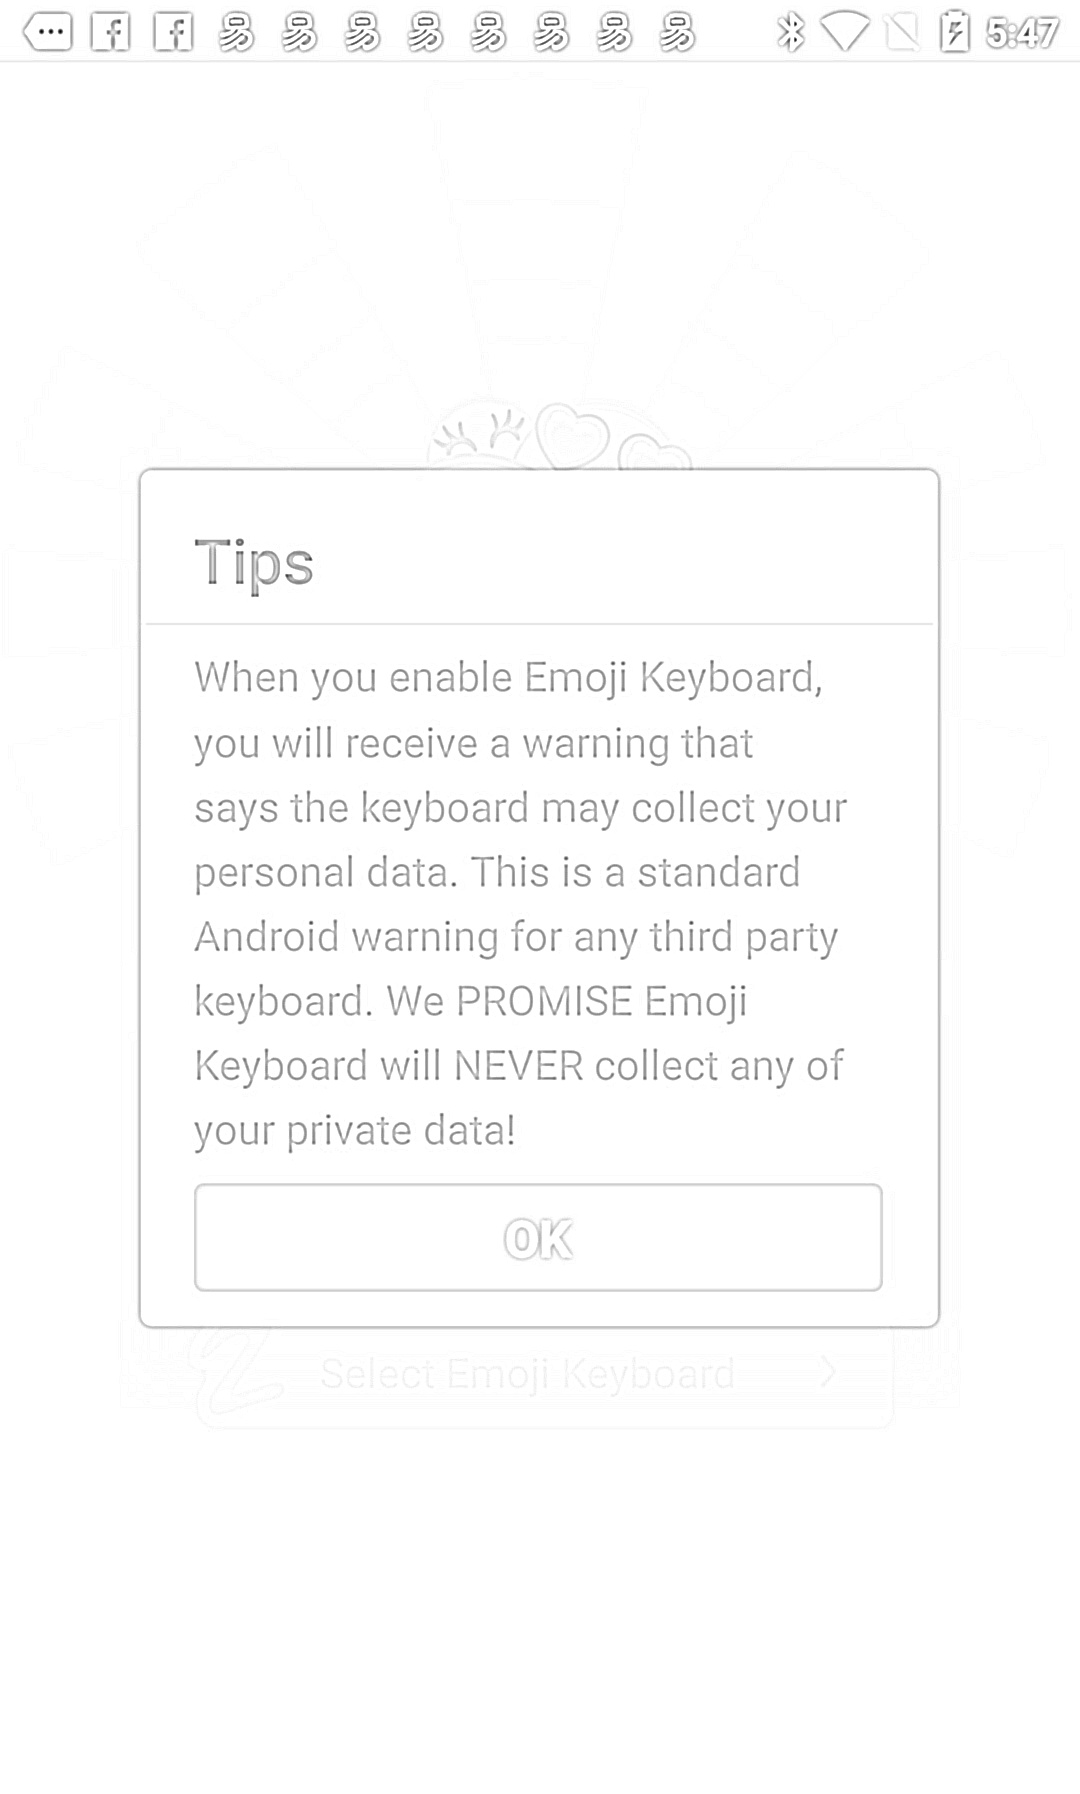 5:47
Tips
When you enable Emoji Keyboard,
you will receive a warning that
says the keyboard may collect your
personal data. This is a standard
Android warning for any third party
keyboard. We PROMISE Emoji
Keyboard will NEVER collect any of
your private data!
OK
Select Emoji Keyboard